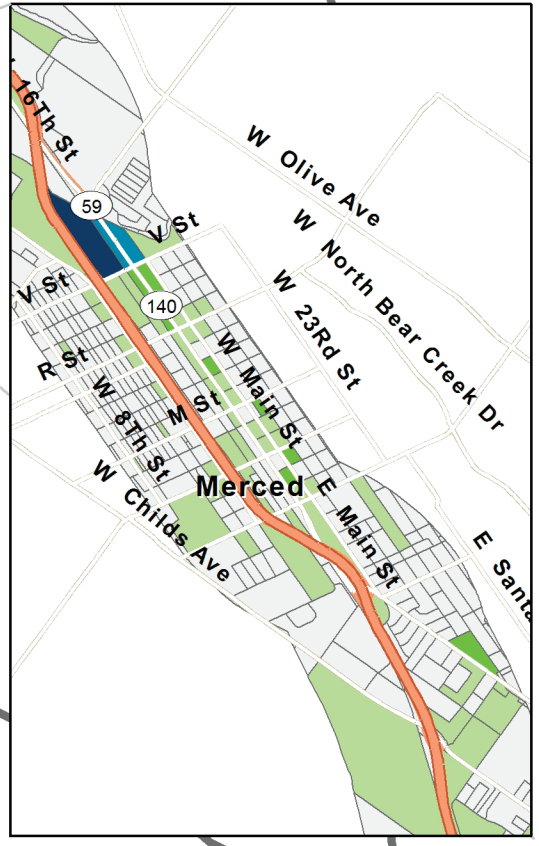 W 16Th St
W Olive Ave
59
V St
W North Bear Creek Dr
V St
140
W 23Rd St
R St
W Main St
W 8Th St
M St
Merced
W Childs Ave
E Main St
E Santa